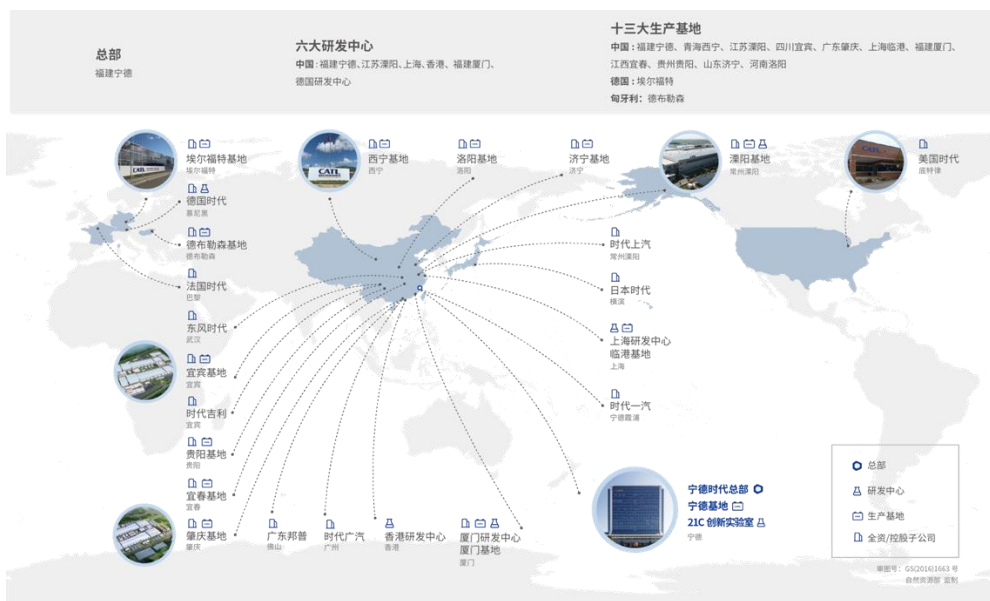 总部
福建宁德
六大研发中心
中国：福建宁德、江苏溧阳、上海、香港、福建厦门、
德国研发中心
十三大生产基地
中国：福建宁德、青海西宁、江苏溧阳、四川宜宾、广东肇庆、上海临港、福建厦门、
江西宜春、贵州贵阳、山东济宁、河南洛阳
德国：埃尔福特
匈牙利：德布勒森
CATL
埃尔福特基地
埃尔福特
CATL
西宁基地
西宁
洛阳基地
洛阳
济宁基地
济宁
溧阳基地
常州溧阳
CATL
美国时代
底特律
德国时代
慕尼黑
德布勒森基地
德布勒森
法国时代
巴黎
东风时代
武汉
宜宾基地
宜宾
时代吉利
宜宾
贵阳基地
贵阳
宜春基地
宜春
肇庆基地
肇庆
广东邦普
佛山
时代广汽
广州
香港研发中心
香港
厦门研发中心
厦门基地
厦门
时代上汽
常州溧阳
日本时代
横滨
上海研发中心
临港基地
上海
时代一汽
宁德霞浦
宁德时代总部
宁德基地
21C 创新实验室
宁德
总部
研发中心
生产基地
全资/控股子公司
审图号：GS(2016)1663 号
自然资源部 监制